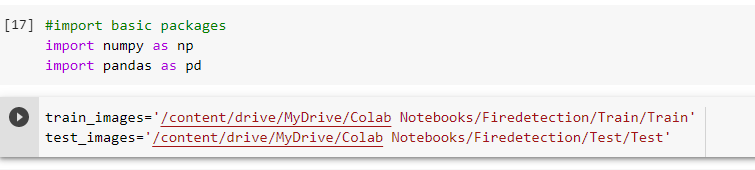 [17] #import basic packages
import numpy as np
import pandas as pd
train_images='/content/drive/MyDrive/Colab Notebooks/Firedetection/Train/Train'
test_images='/content/drive/MyDrive/Colab Notebooks/Firedetection/Test/Test'